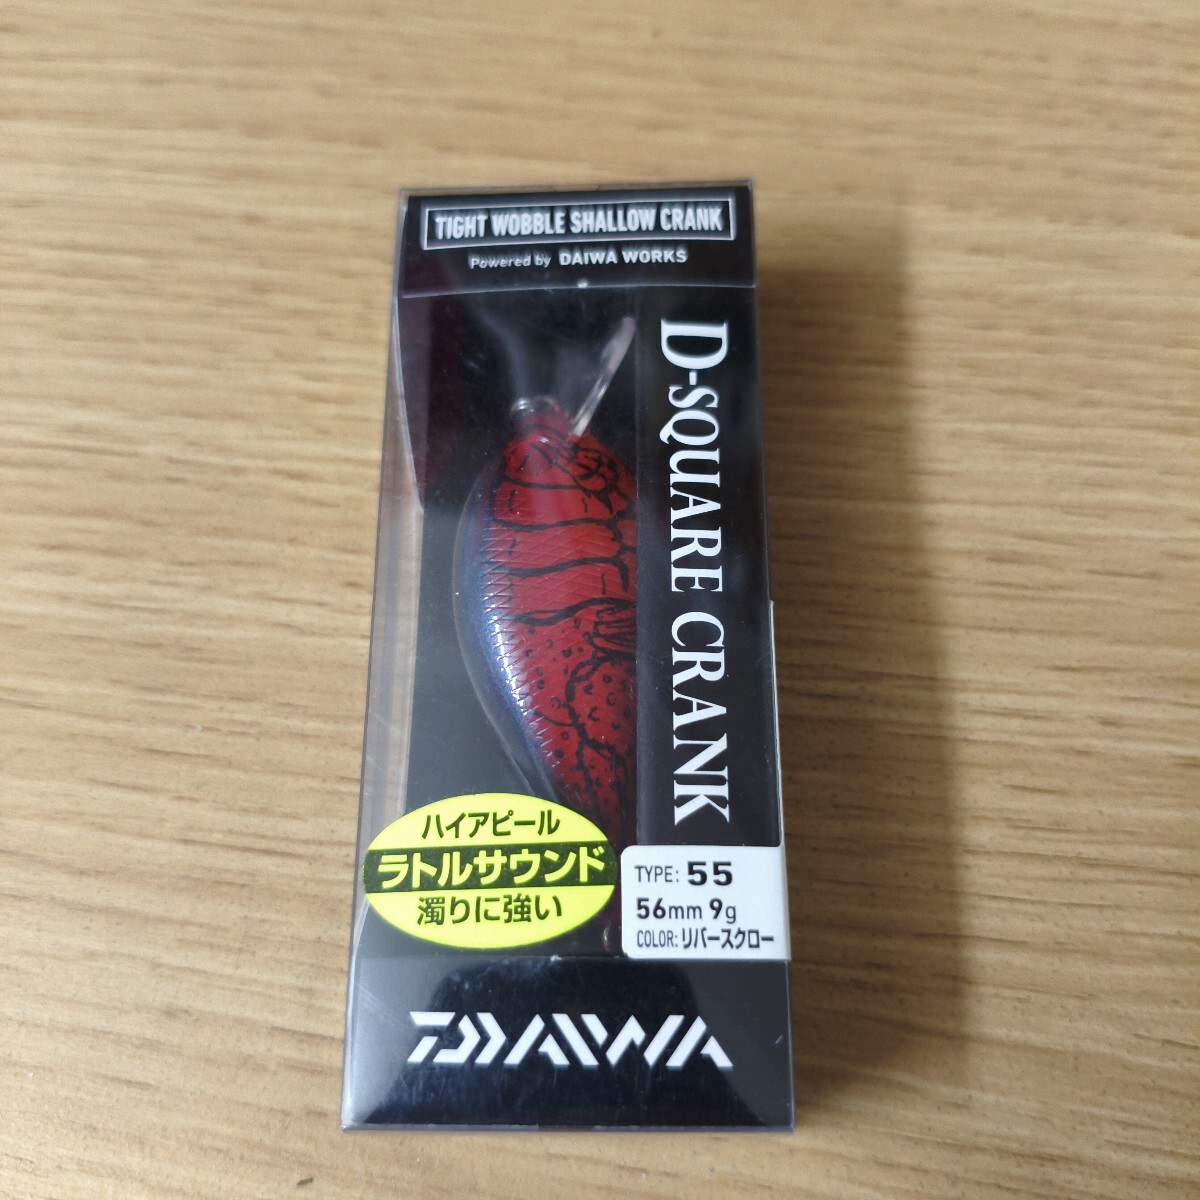 TIGHT WOBBLE SHALLOW CRANK
Powered by DAIWA WORKS
D-SQUARE CRANK
ハイアピール
ラトルサウンド
濁りに強い
TYPE: 55
56mm 9g
COLOR: リバースクロー
DAIWA